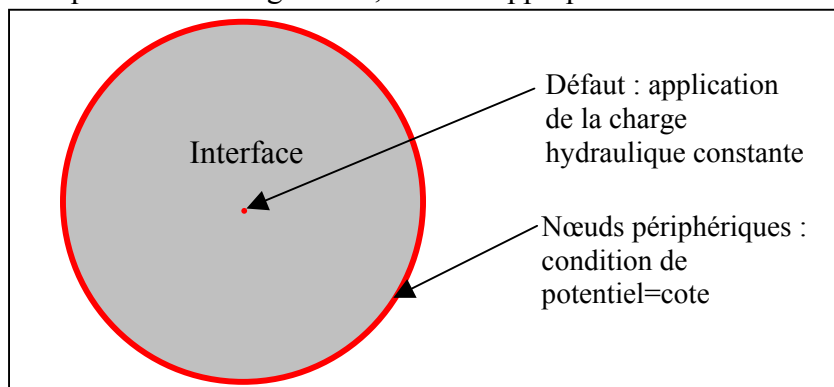 Interface
Défaut : application
de la charge
hydraulique constante
Nœuds périphériques :
condition de
potentiel=cote